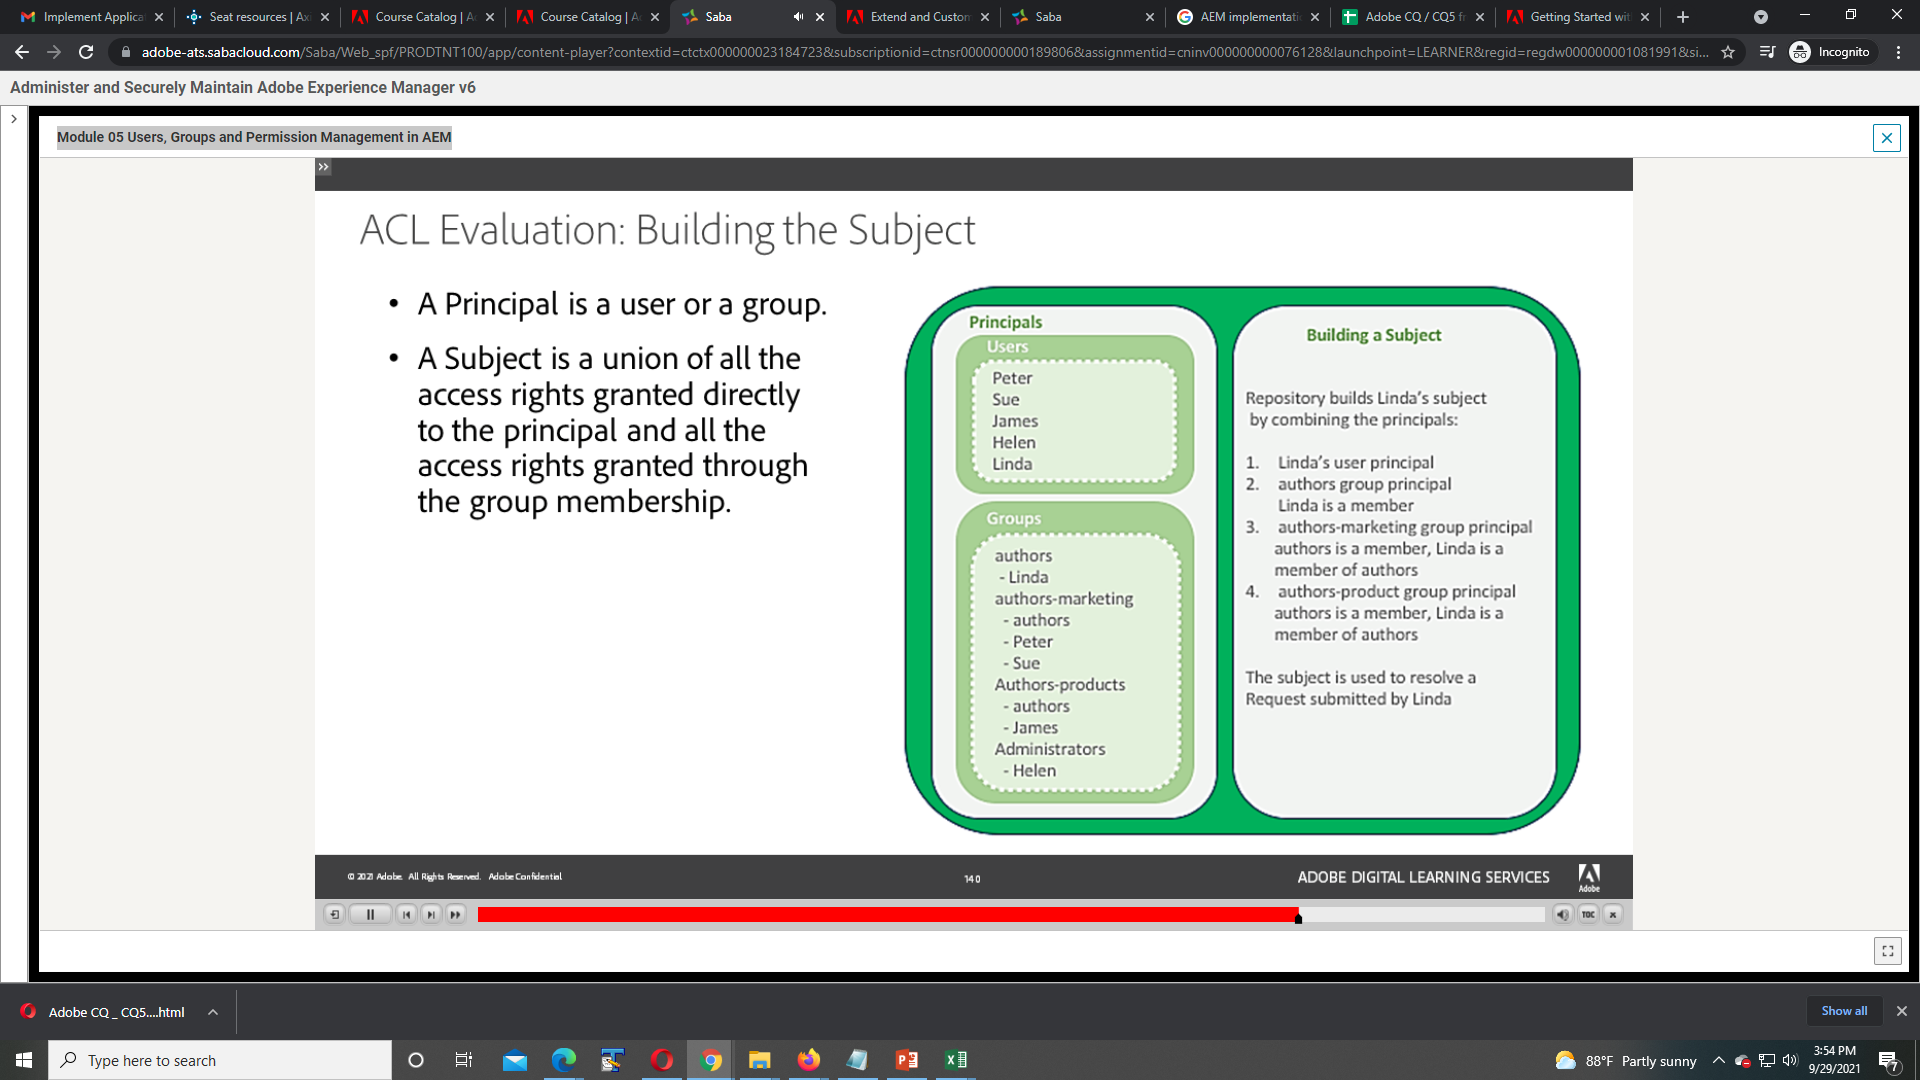 Implement Applica
Seat resources | Ax
Course Catalog | A
Course Catalog | A
Saba
Extend and Custom
Saba
AEM implementati
Adobe CQ / CQ5 fr
Getting Started wit
adobe-ats.sabacloud.com/Saba/Web_spf/PRODTNT100/app/content-player?contextid=ctctx000000023184723&subscriptionid=ctnsr000000000189806&assignmentid=cninv000000000076128&launchpoint=LEARNER&regid=regdw000000001081991&si...
Incognito
Administer and Securely Maintain Adobe Experience Manager v6
Module 05 Users, Groups and Permission Management in AEM
ACL Evaluation: Building the Subject
• A Principal is a user or a group.
• A Subject is a union of all the
access rights granted directly
to the principal and all the
access rights granted through
the group membership.
Principals
Users
Peter
Sue
James
Helen
Linda
Groups
authors
- Linda
authors-marketing
- authors
- Peter
- Sue
Authors-products
- authors
- James
Administrators
- Helen
Building a Subject
Repository builds Linda's subject
by combining the principals:
1. Linda's user principal
2. authors group principal
Linda is a member
3. authors-marketing group principal
authors is a member, Linda is a
member of authors
4. authors-product group principal
authors is a member, Linda is a
member of authors
The subject is used to resolve a
Request submitted by Linda
© 2021 Adobe. All Rights Reserved. Adobe Confidential
140
ADOBE DIGITAL LEARNING SERVICES
Adobe
TOC
Adobe CQ _ CQ5....html
Show all
Type here to search
88°F Partly sunny
3:54 PM
9/29/2021
7